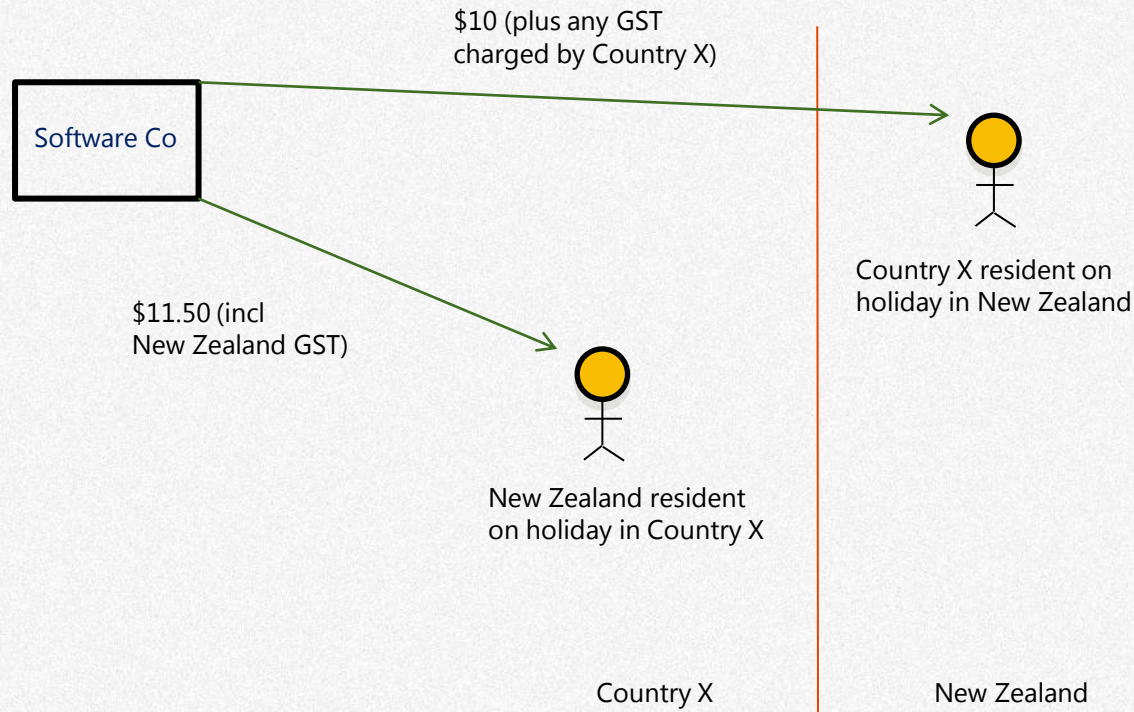 $10 (plus any GST
charged by Country X)
Software Co
Country X resident on
holiday in New Zealand
$11.50 (incl
New Zealand GST)
New Zealand resident
on holiday in Country X
Country X
New Zealand